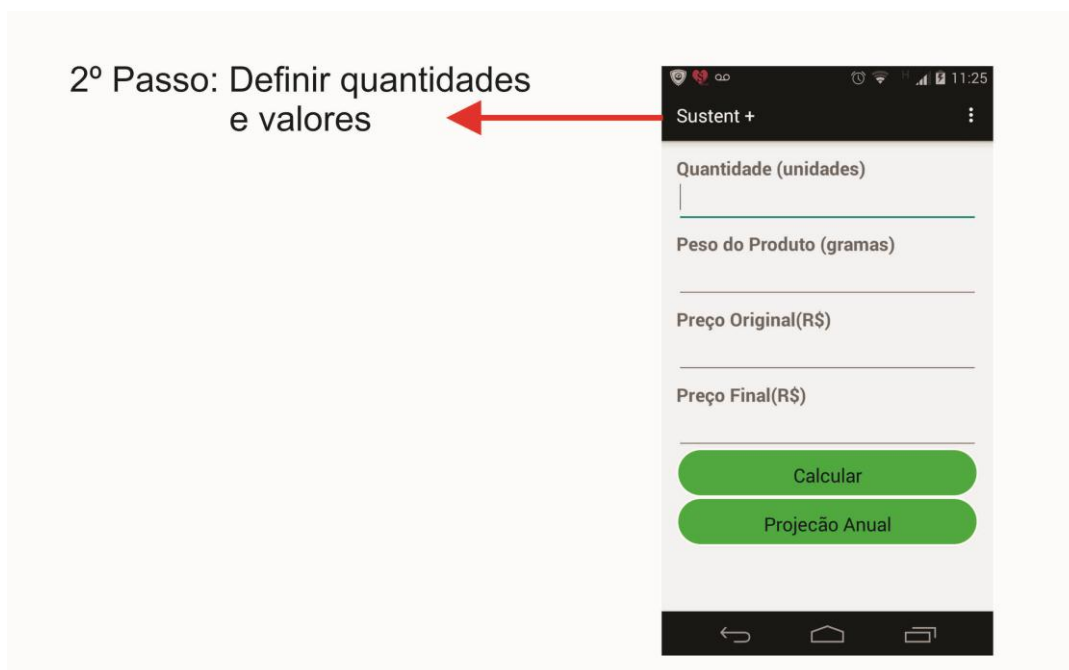 2º Passo: Definir quantidades
e valores
H 11:25
Sustent +
Quantidade (unidades)
Peso do Produto (gramas)
Preço Original(R$)
Preço Final(R$)
Calcular
Projecão Anual